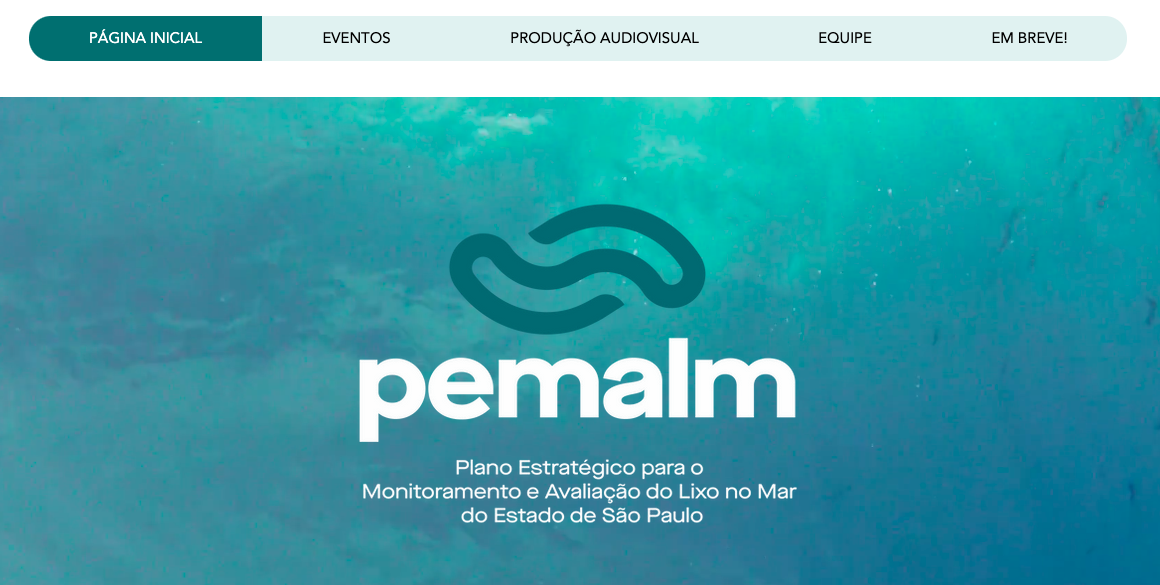 PÁGINA INICIAL EVENTOS PRODUÇÃO AUDIOVISUAL EQUIPE EM BREVE!
pemalm
Plano Estratégico para o
Monitoramento e Avaliação do Lixo no Mar
do Estado de São Paulo